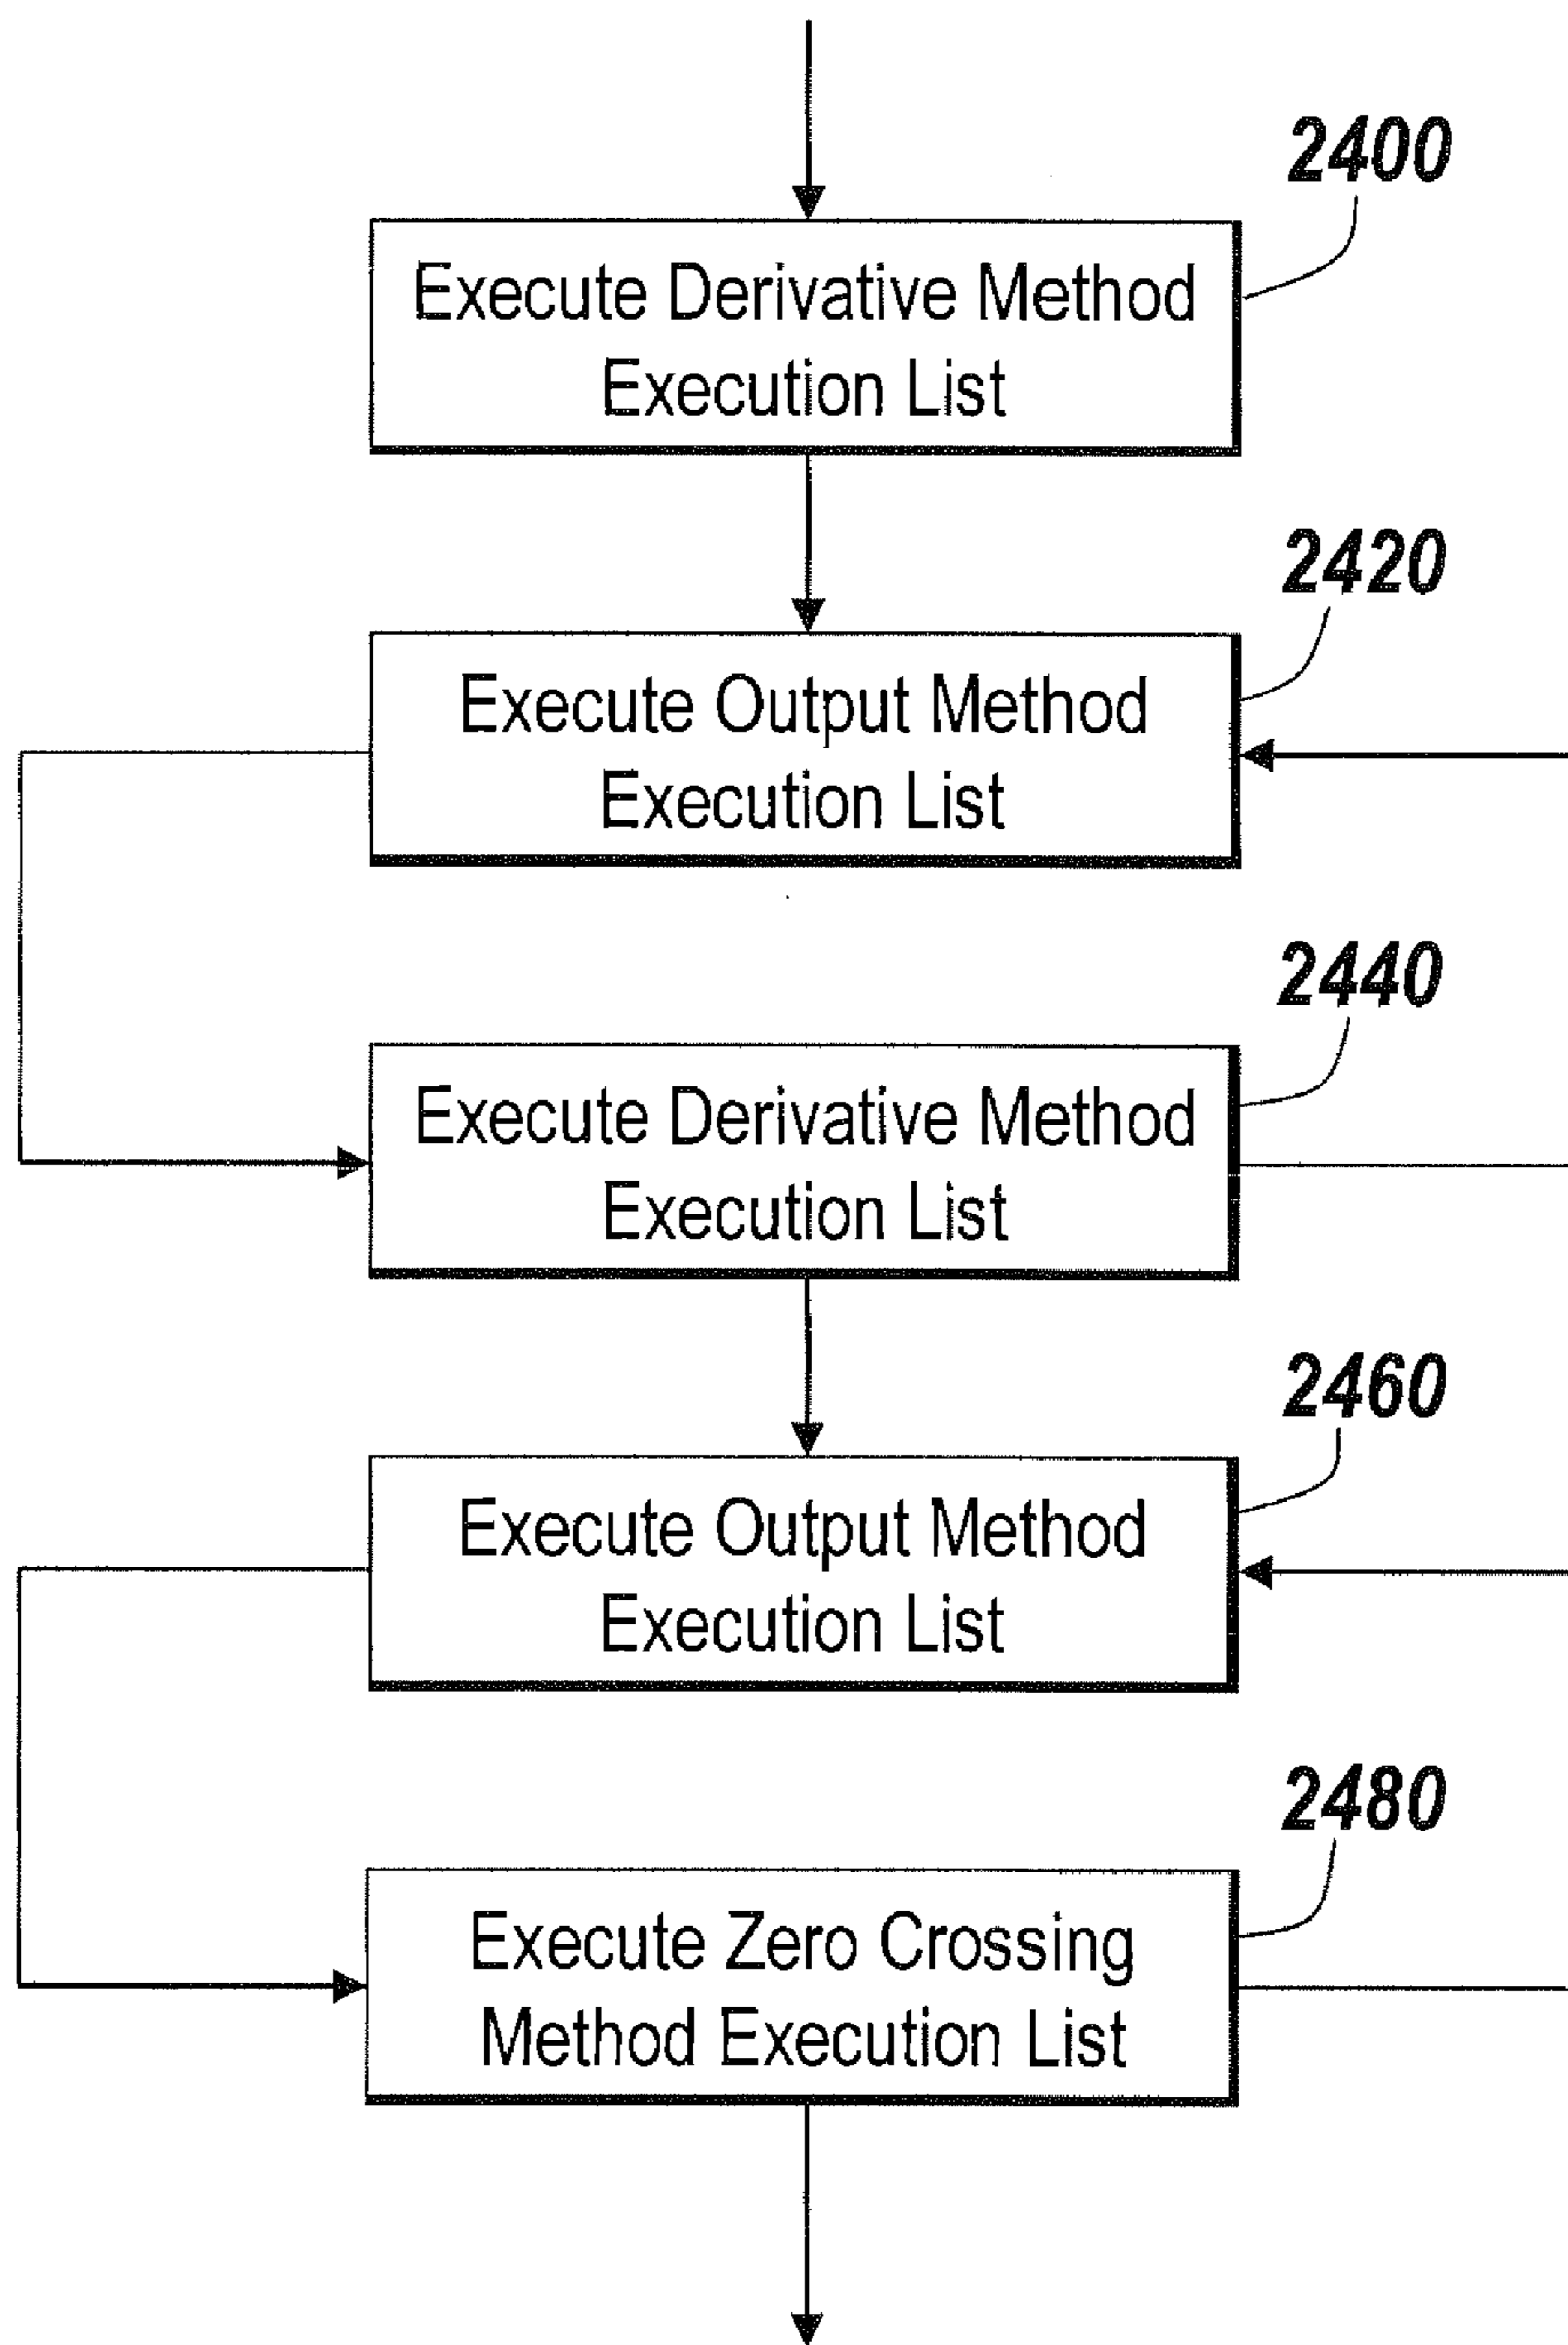 2400
Execute Derivative Method
Execution List
2420
Execute Output Method
Execution List
2440
Execute Derivative Method
Execution List
2460
Execute Output Method
Execution List
2480
Execute Zero Crossing
Method Execution List